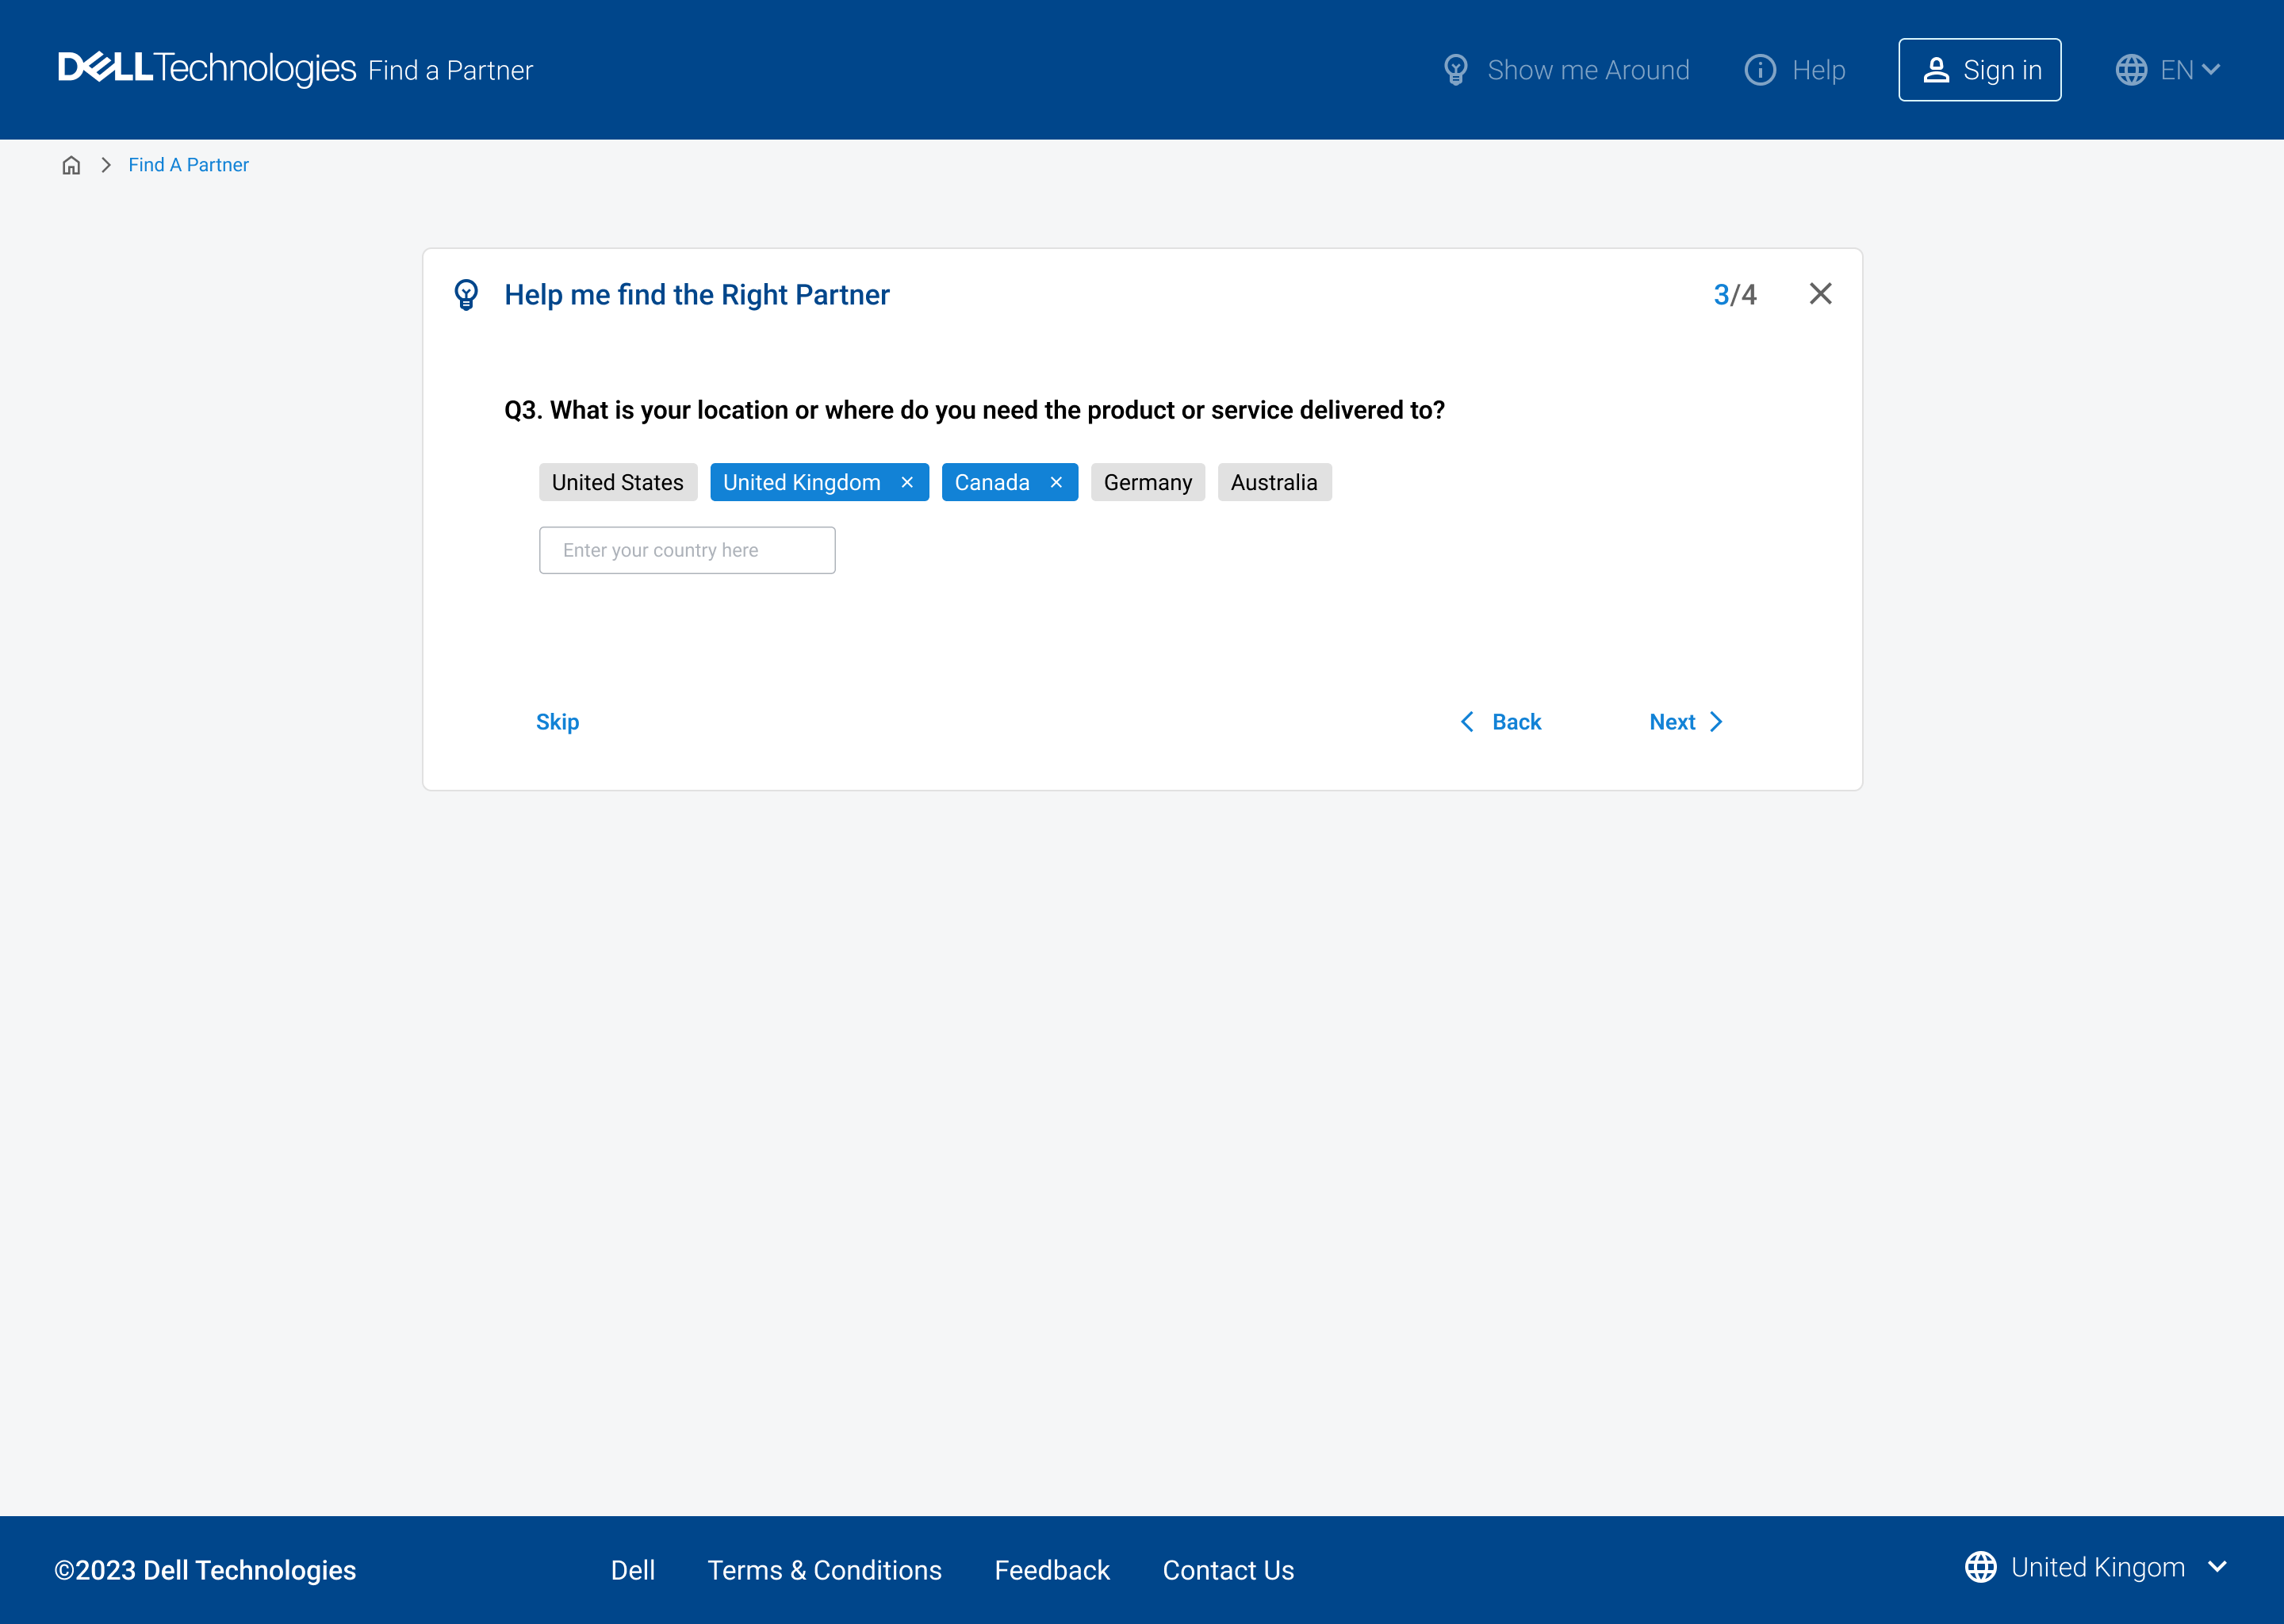 DELLTechnologies Find a Partner
Show me Around
Help
Sign in
EN
Find A Partner
Help me find the Right Partner
3/4
Q3. What is your location or where do you need the product or service delivered to?
United States
United Kingdom
Canada
Germany
Australia
Enter your country here
Skip
Back
Next
©2023 Dell Technologies
Dell
Terms & Conditions
Feedback
Contact Us
United Kingom